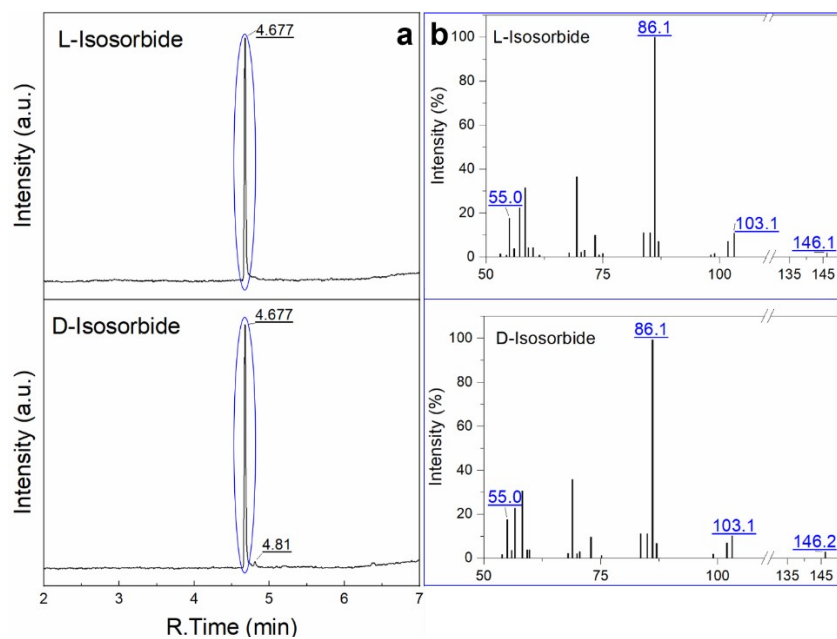 a
L-Isosorbide
4.677
Intensity (a.u.)
D-Isosorbide
4.677
4.81
Intensity (a.u.)
2 3 4 5 6 7
R.Time (min)
b
L-Isosorbide
86.1
55.0
103.1
146.1
Intensity (%)
100
80
60
40
20
0
50 75 100 135 145
D-Isosorbide
86.1
55.0
103.1
146.2
Intensity (%)
100
80
60
40
20
0
50 75 100 135 145